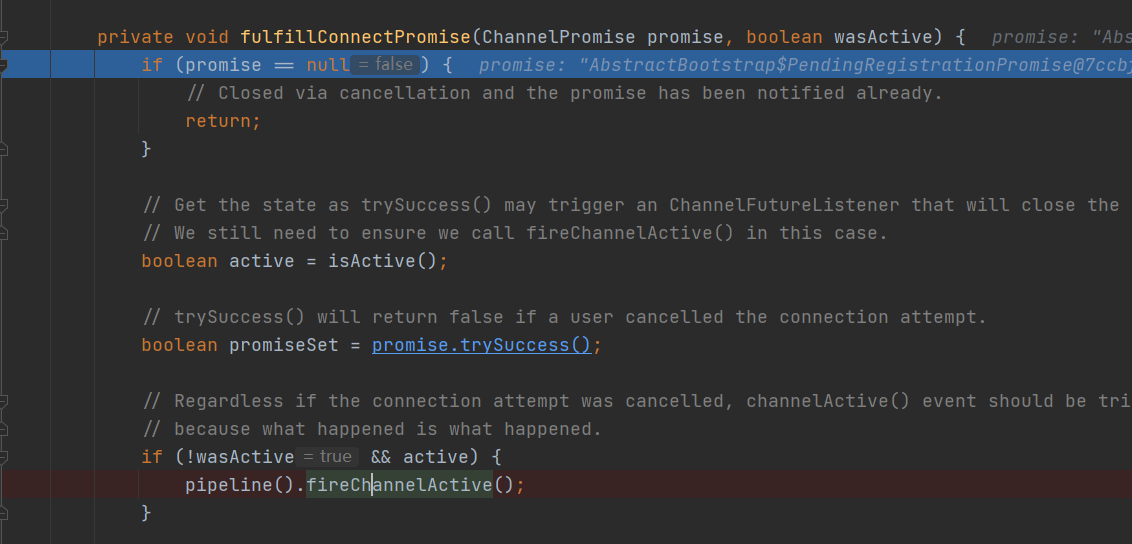 private void fulfillConnectPromise(ChannelPromise promise, boolean wasActive) { promise: "Abs
if (promise == null = false ) { promise: "AbstractBootstrap$PendingRegistrationPromise@7ccb
// Closed via cancellation and the promise has been notified already.
return;
}
// Get the state as trySuccess() may trigger an ChannelFutureListener that will close the
// We still need to ensure we call fireChannelActive() in this case.
boolean active = isActive();
// trySuccess() will return false if a user cancelled the connection attempt.
boolean promiseSet = promise.trySuccess();
// Regardless if the connection attempt was cancelled, channelActive() event should be tri
// because what happened is what happened.
if (!wasActive = true && active) {
pipeline().fireChannelActive();
}